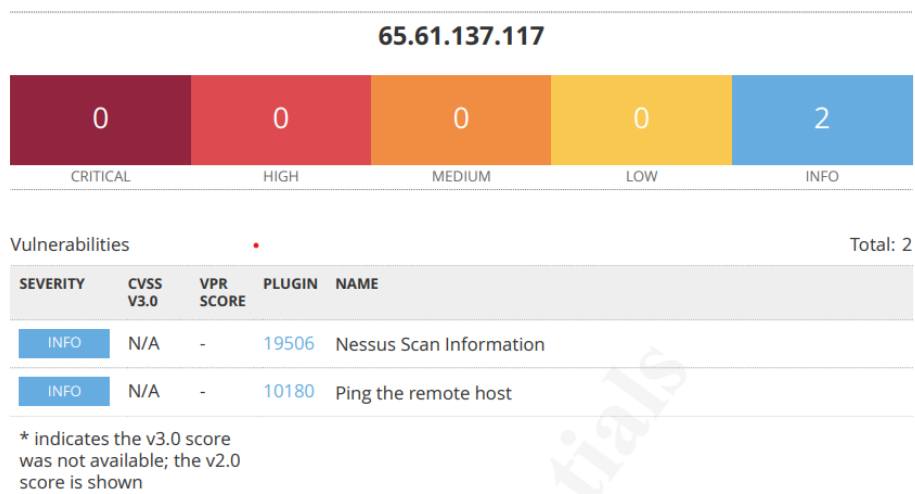 65.61.137.117
0 0 0 0 2
CRITICAL HIGH MEDIUM LOW INFO
Vulnerabilities Total: 2
SEVERITY CVSS V3.0 VPR SCORE PLUGIN NAME
INFO N/A - 19506 Nessus Scan Information
INFO N/A - 10180 Ping the remote host
* indicates the v3.0 score
was not available; the v2.0
score is shown
tials